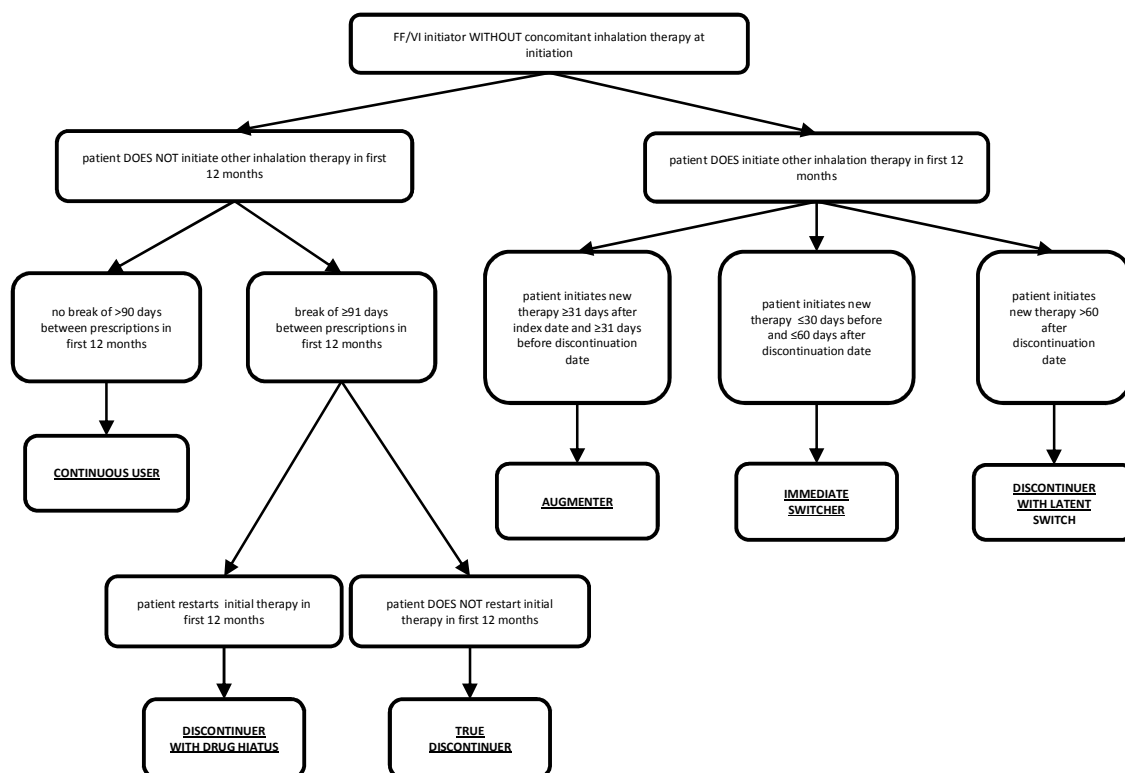 FF/VI initiator WITHOUT concomitant inhalation therapy at
initiation
patient DOES NOT initiate other inhalation therapy in first
12 months
patient DOES initiate other inhalation therapy in first 12
months
no break of >90 days
between prescriptions in
first 12 months
break of ≥91 days
between prescriptions in
first 12 months
patient initiates new
therapy ≥31 days after
index date and ≥31 days
before discontinuation
date
patient initiates new
therapy ≤30 days before
and ≤60 days after
discontinuation date
patient initiates
new therapy >60
after
discontinuation
date
CONTINUOUS USER
AUGMENTER
IMMEDIATE
SWITCHER
DISCONTINUER
WITH LATENT
SWITCH
patient restarts initial therapy in
first 12 months
patient DOES NOT restart initial
therapy in first 12 months
DISCONTINUER
WITH DRUG HIATUS
TRUE
DISCONTINUER